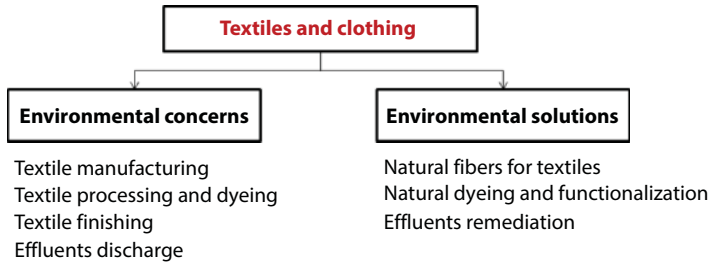 Textiles and clothing
Environmental concerns
Textile manufacturing
Textile processing and dyeing
Textile finishing
Effluents discharge
Environmental solutions
Natural fibers for textiles
Natural dyeing and functionalization
Effluents remediation